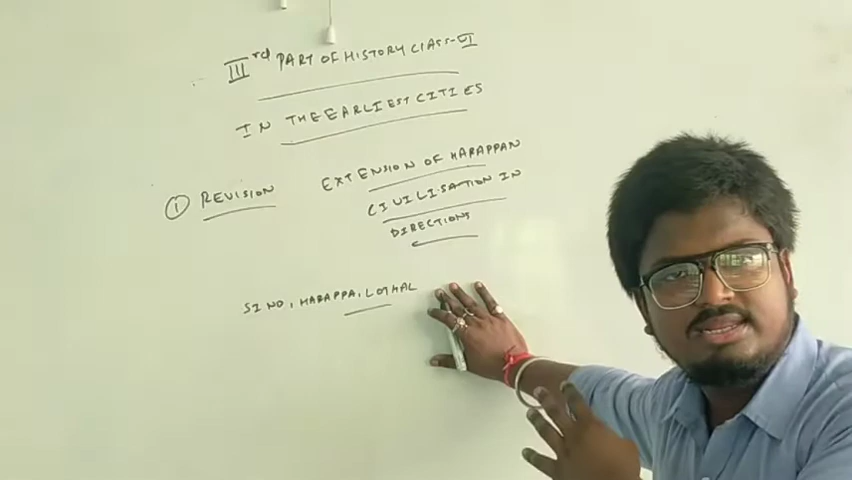 IIIrd PART OF HISTORY CLASS-VI
IN THE EARLIEST CITIES
① REVISION
EXTENSION OF HARAPPAN
CIVILISATION IN
DIRECTIONS
SI NO, HARAPPA, LOTHAL